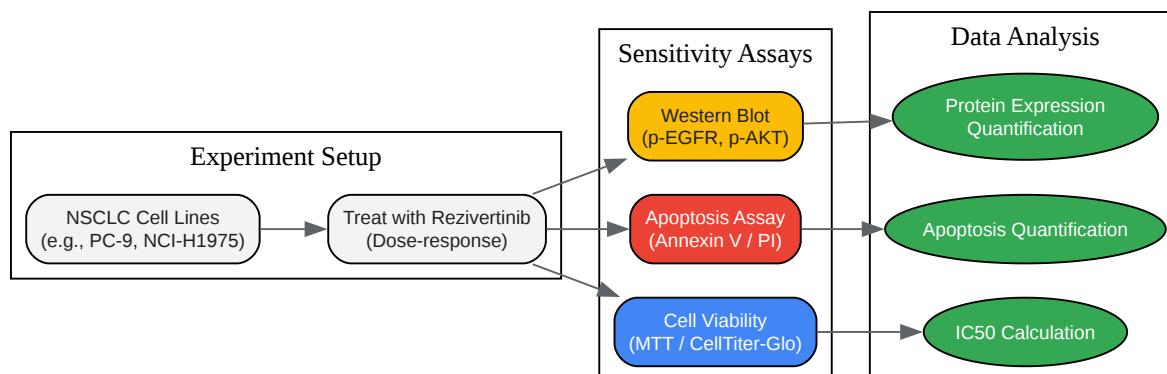 Experiment Setup
NSCLC Cell Lines
(e.g., PC-9, NCI-H1975)
Treat with Rezivertinib
(Dose-response)
Sensitivity Assays
Western Blot
(p-EGFR, p-AKT)
Apoptosis Assay
(Annexin V / PI)
Cell Viability
(MTT / CellTiter-Glo)
Data Analysis
Protein Expression
Quantification
Apoptosis Quantification
IC50 Calculation